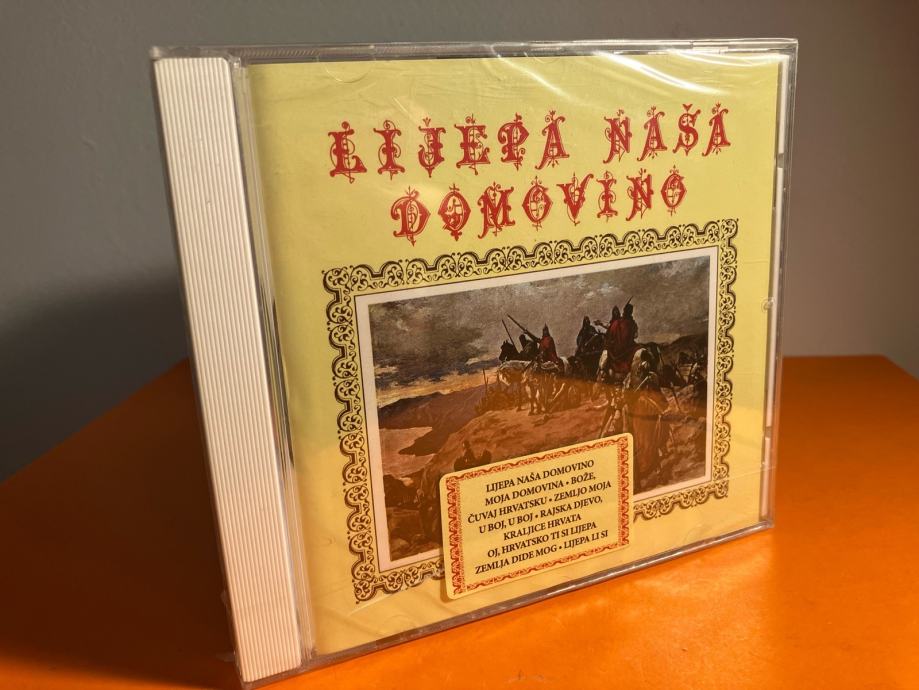 LIJEPA NAŠA
DOMOVINO
LIJEPA NAŠA DOMOVINO
MOJA DOMOVINA • BOŽE,
ČUVAJ HRVATSKU • ZEMLJO MOJA
U BOJ, U BOJ • RAJSKA DJEVO,
KRALJICE HRVATA
OJ, HRVATSKO TI SI LIJEPA
ZEMLJA DIDE MOG • LIJEPA LI SI